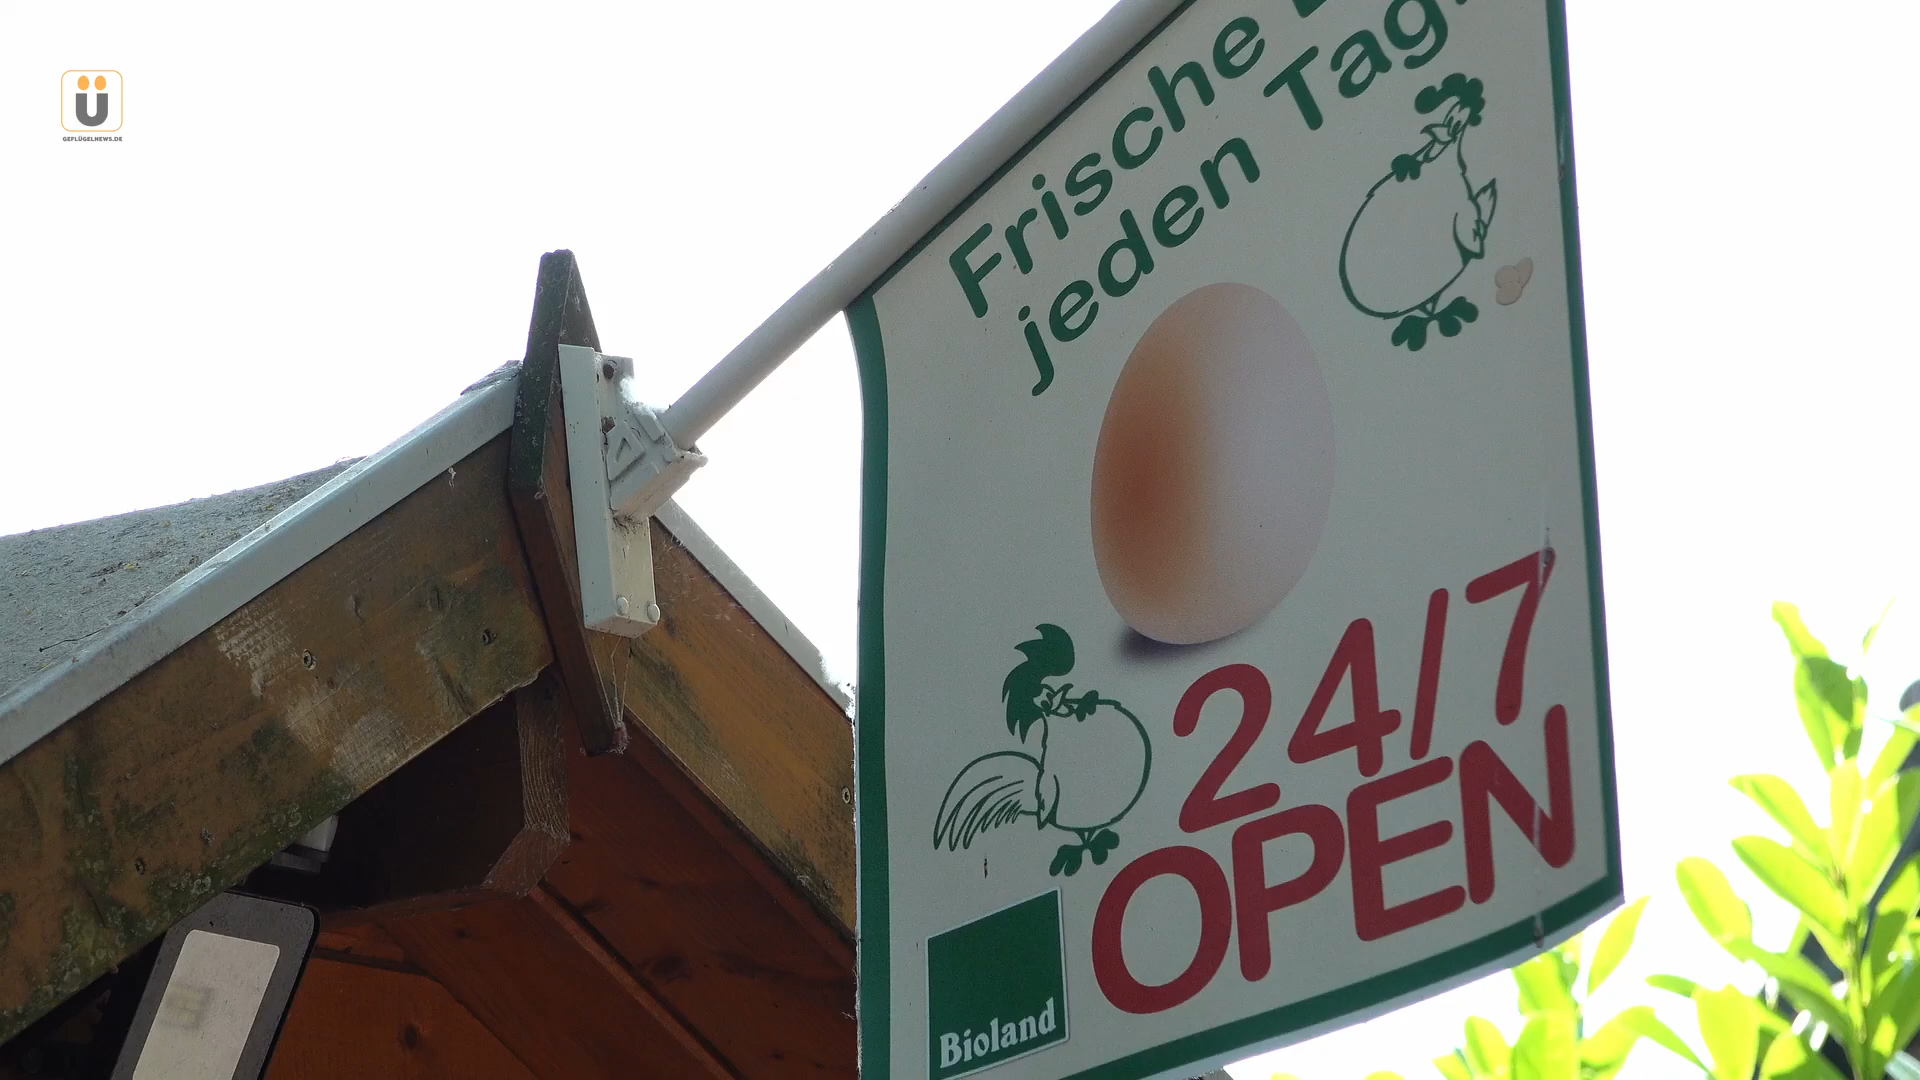 Ü
GEFLÜGELNEWS.DE
Frische
jeden Tag
24/7
OPEN
Bioland